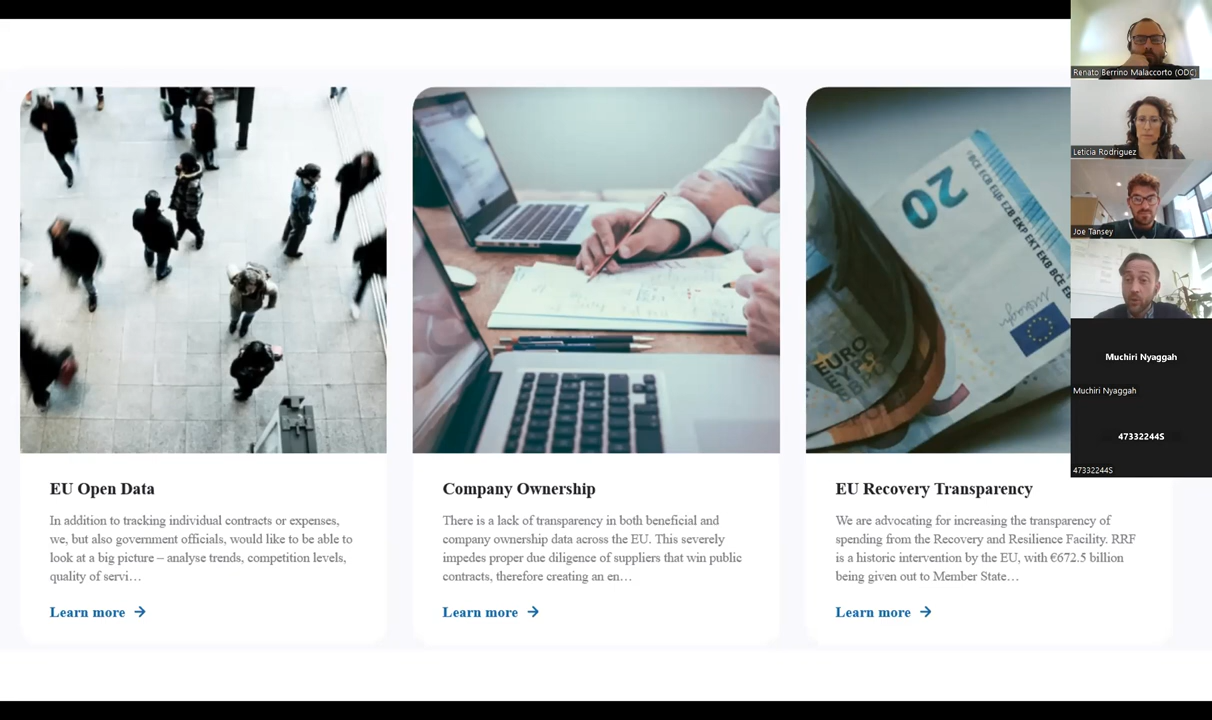 EU Open Data
In addition to tracking individual contracts or expenses,
we, but also government officials, would like to be able to
look at a big picture – analyse trends, competition levels,
quality of servi…
Learn more →
Company Ownership
There is a lack of transparency in both beneficial and
company ownership data across the EU. This severely
impedes proper due diligence of suppliers that win public
contracts, therefore creating an en…
Learn more →
20
EURO
EU Recovery Transparency
We are advocating for increasing the transparency of
spending from the Recovery and Resilience Facility. RRF
is a historic intervention by the EU, with €672.5 billion
being given out to Member State…
Learn more →
Renato Berrino Malaccorto (ODC)
Leticia Rodriguez
Joe Tansey
Muchiri Nyaggah
Muchiri Nyaggah
47332244S
47332244S